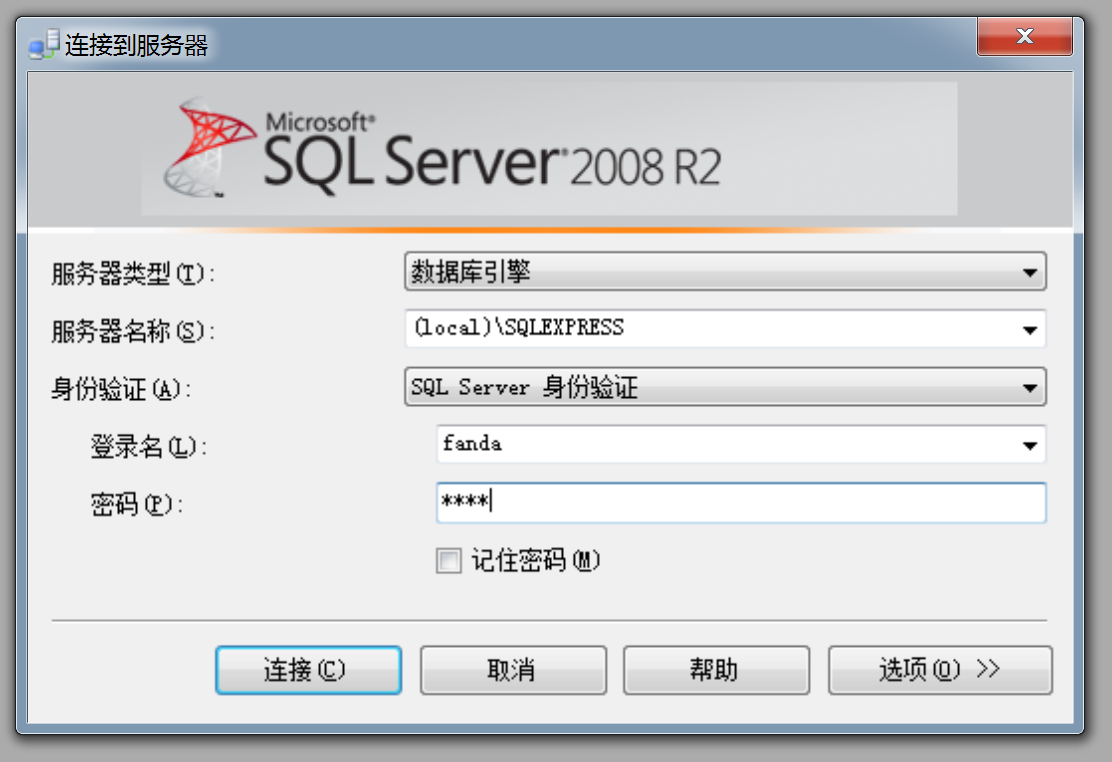 连接到服务器
Microsoft®
SQL Server® 2008 R2
服务器类型(T): 数据库引擎
服务器名称(S): (local)\SQLEXPRESS
身份验证(A): SQL Server 身份验证
登录名(L): fanda
密码(P): ****
记住密码(M)
连接(C) 取消 帮助 选项(O) >>